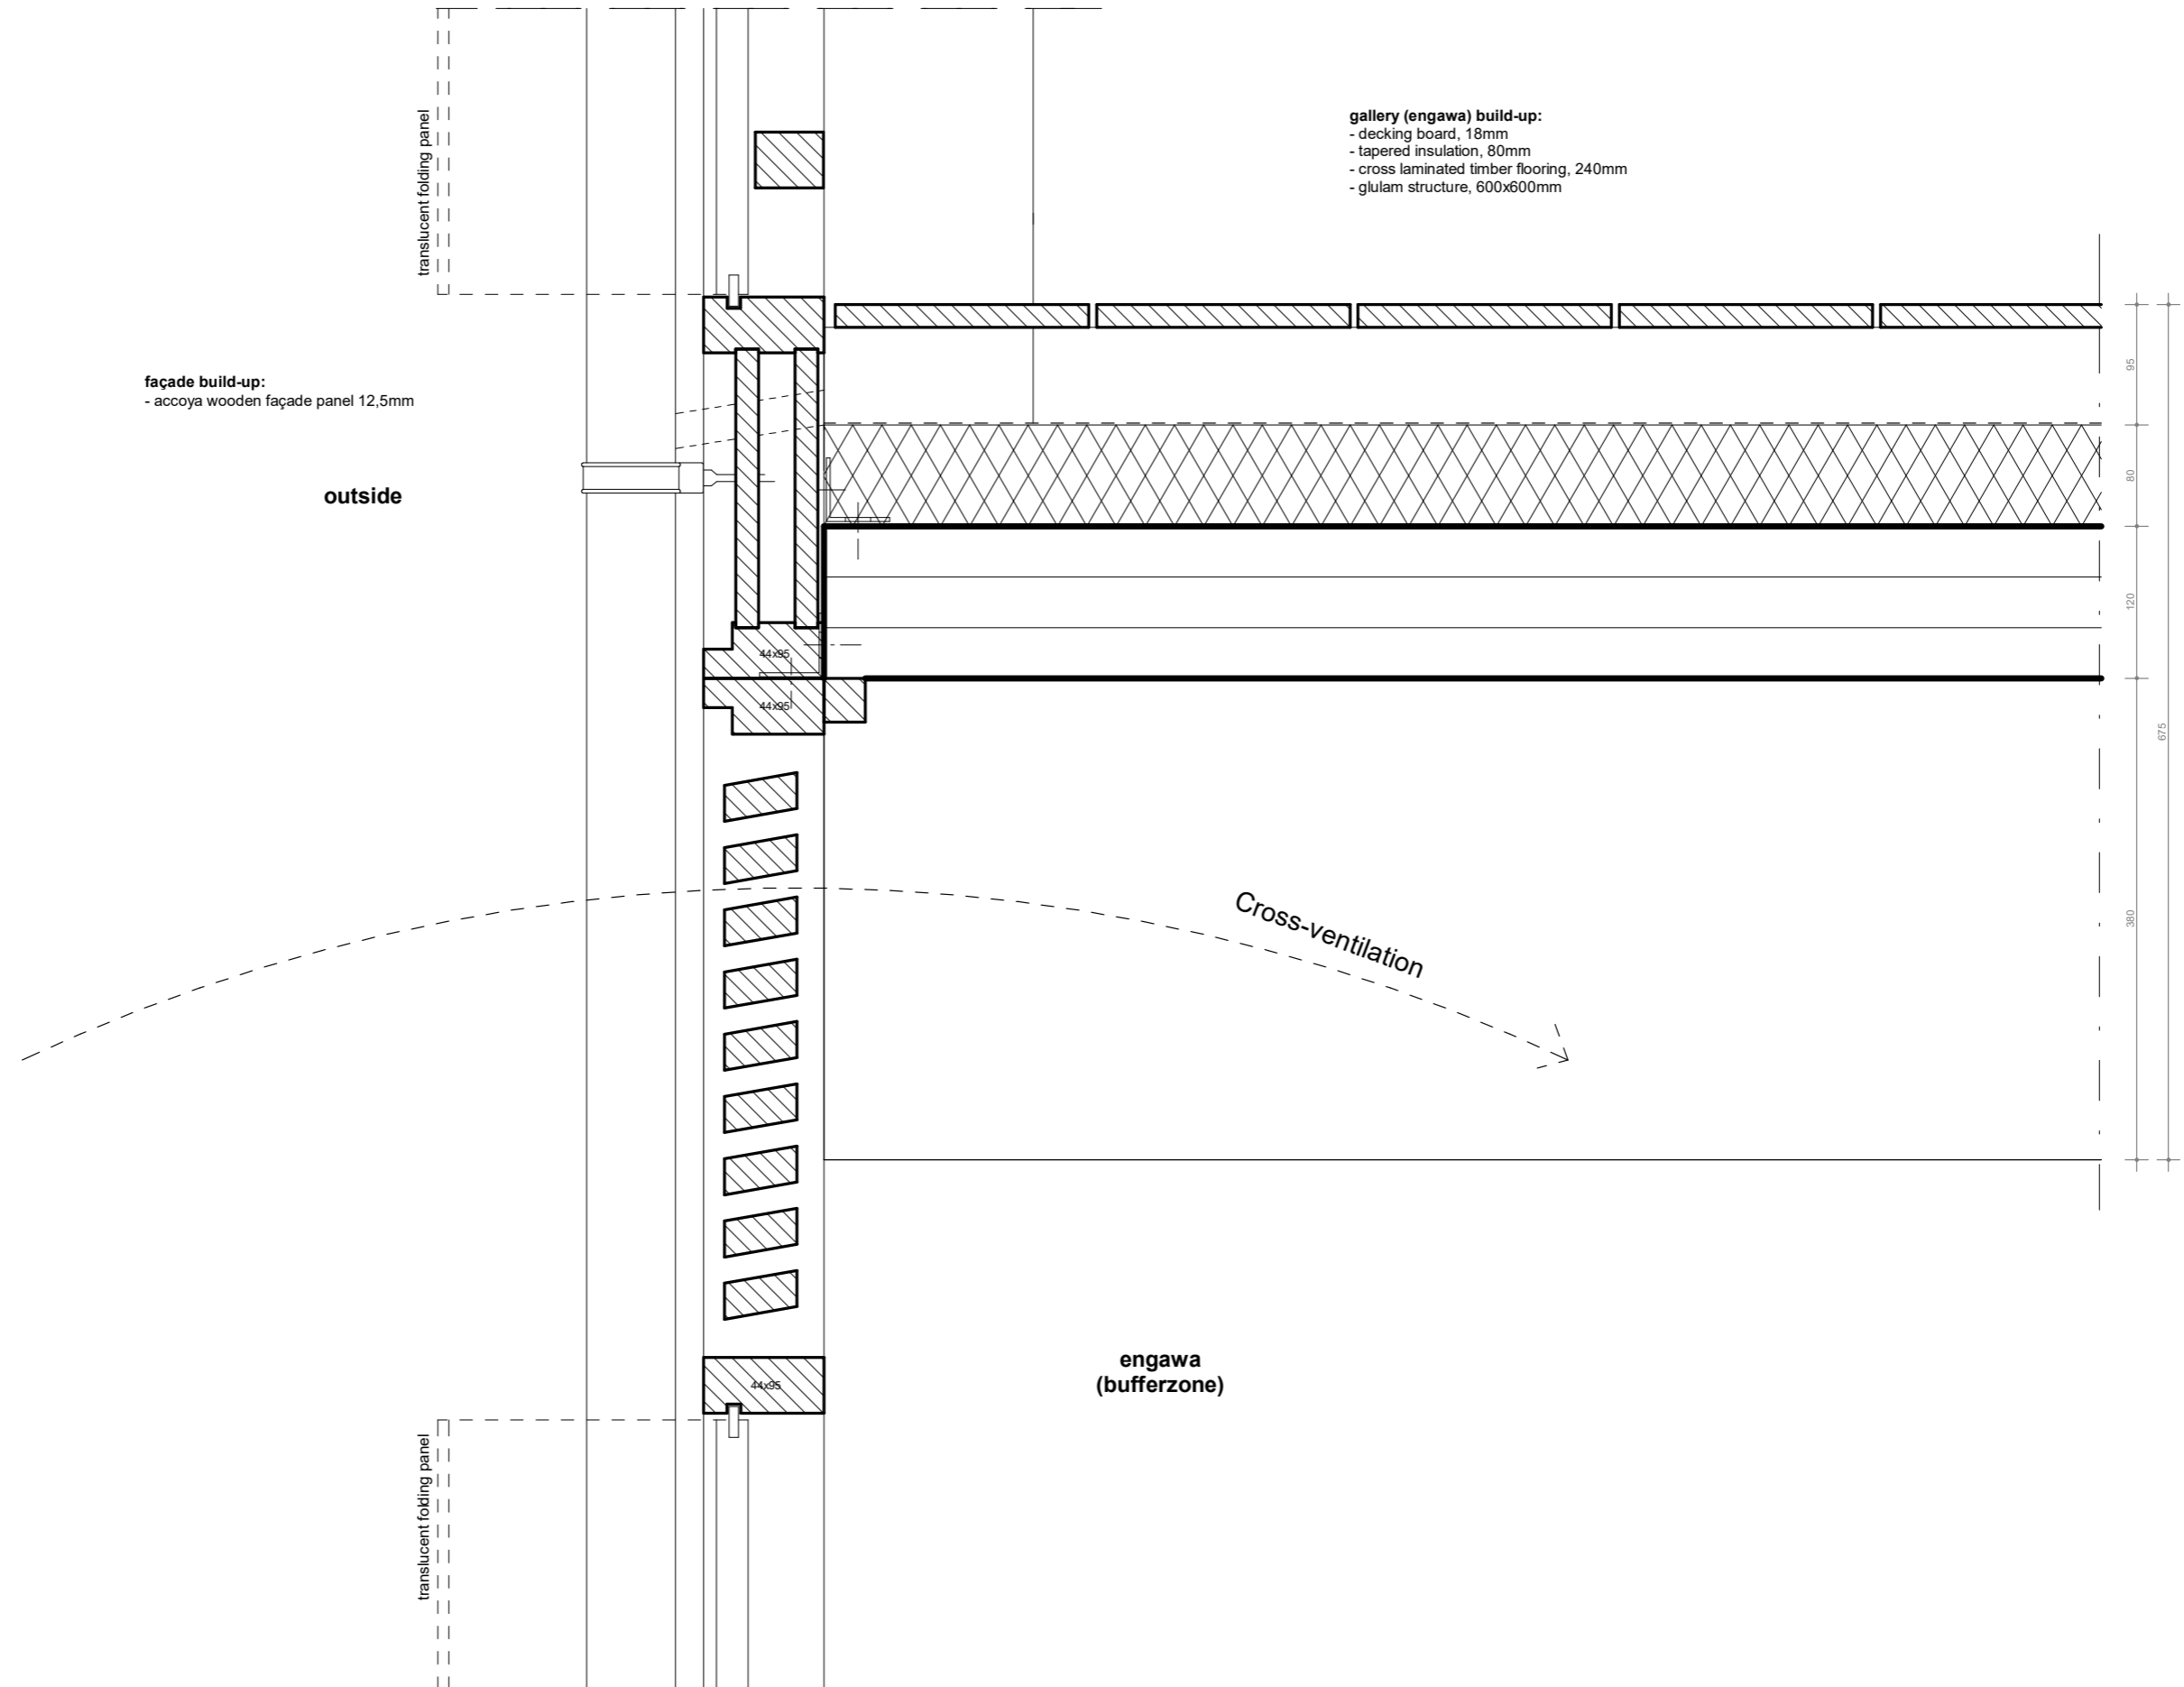 translucent folding panel
gallery (engawa) build-up:
- decking board, 18mm
- tapered insulation, 80mm
- cross laminated timber flooring, 240mm
- glulam structure, 600x600mm
façade build-up:
- accoya wooden façade panel 12,5mm
95
outside
80
120
44x95
44x95
675
380
Cross-ventilation
engawa
(bufferzone)
44x95
translucent folding panel